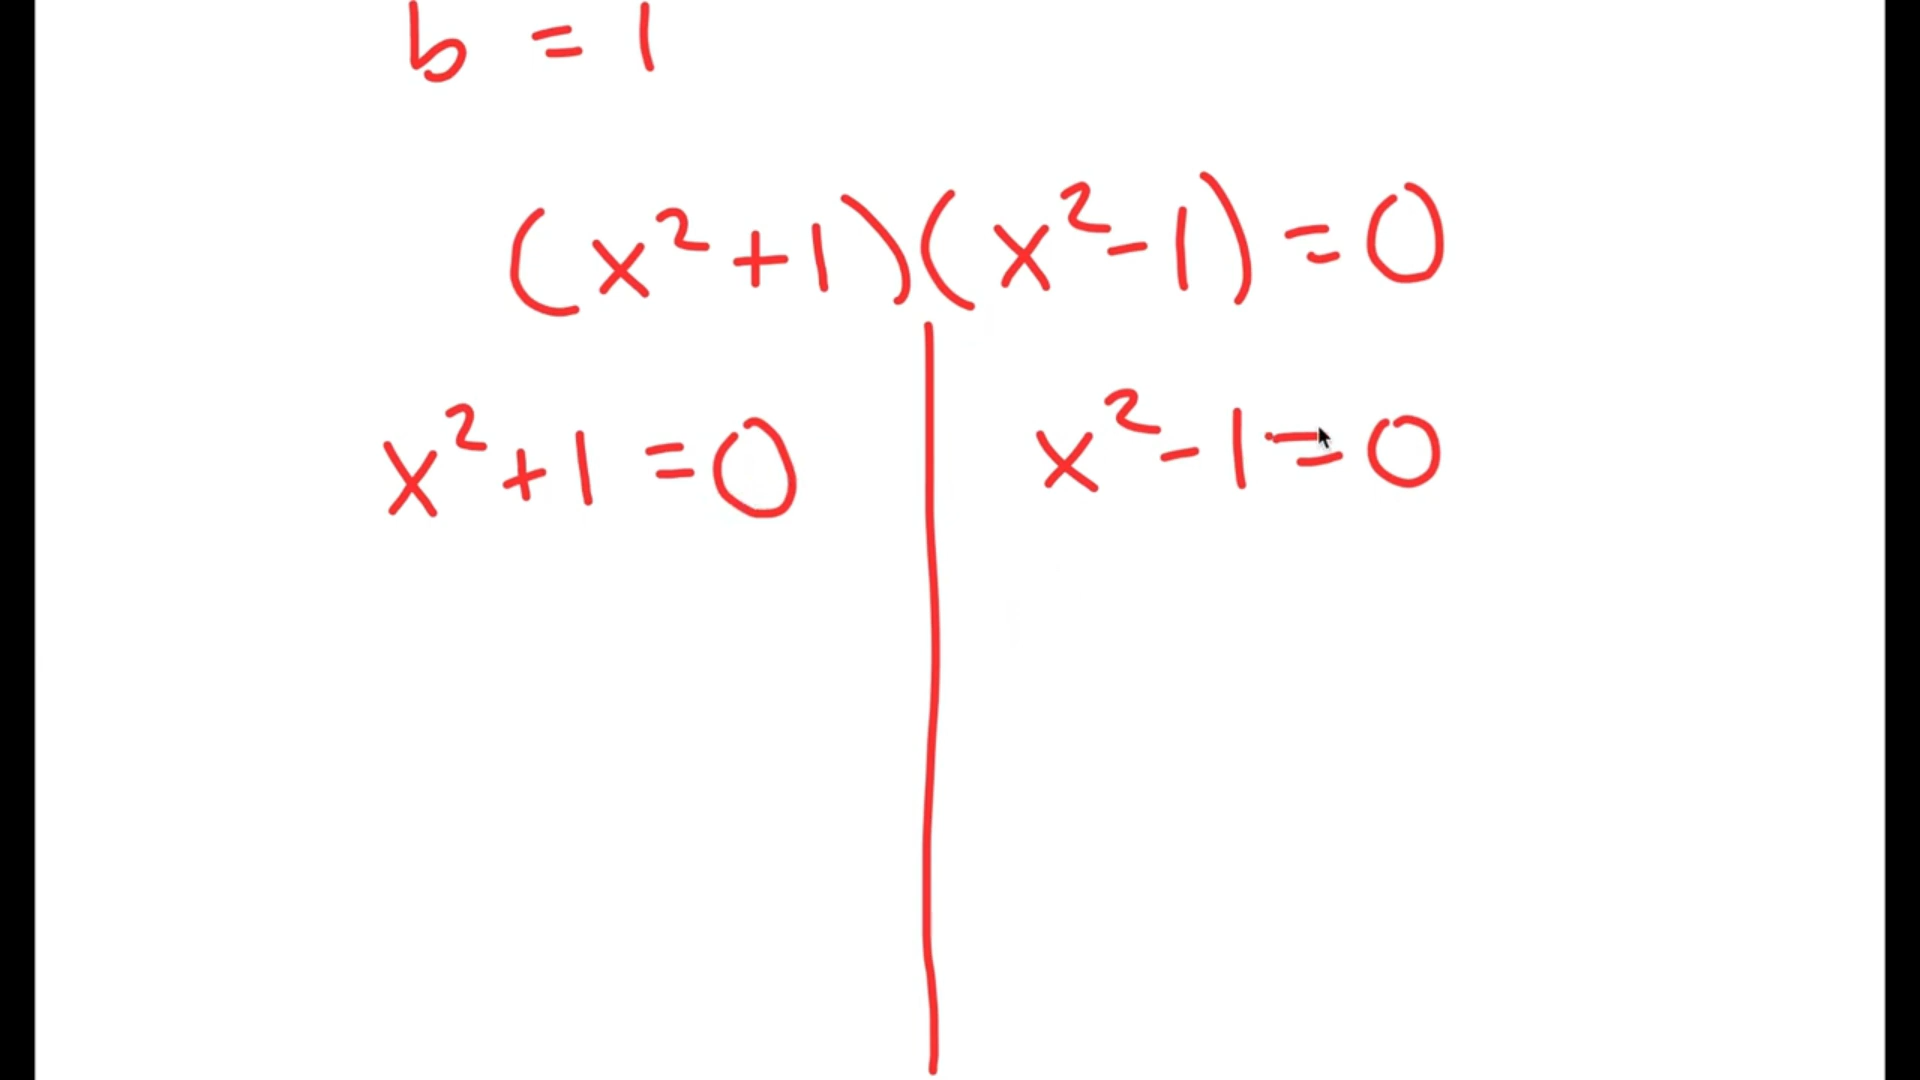 b = 1
(x²+1)(x²-1)=0
x²+1=0
x²-1=0